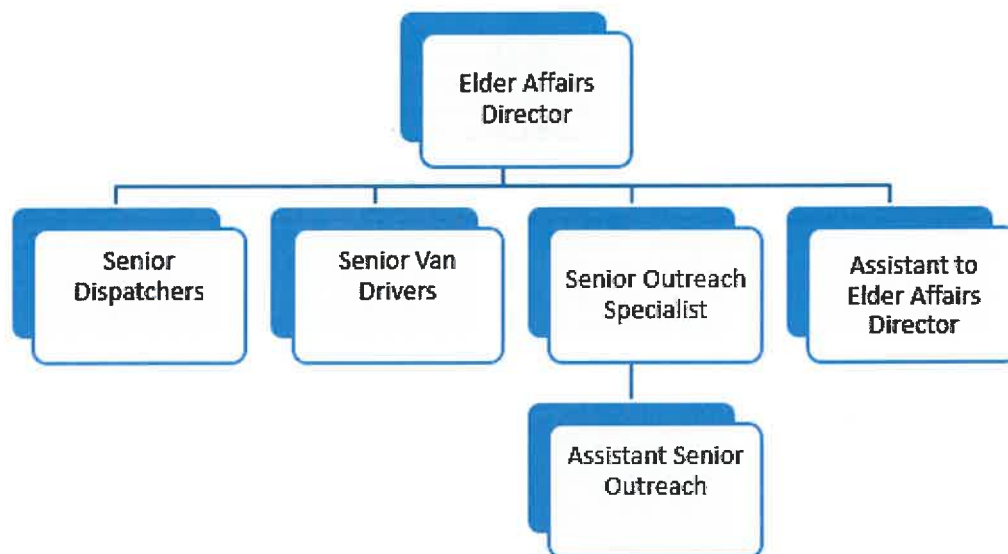 Elder Affairs
Director
Senior
Dispatchers
Senior Van
Drivers
Senior Outreach
Specialist
Assistant to
Elder Affairs
Director
Assistant Senior
Outreach